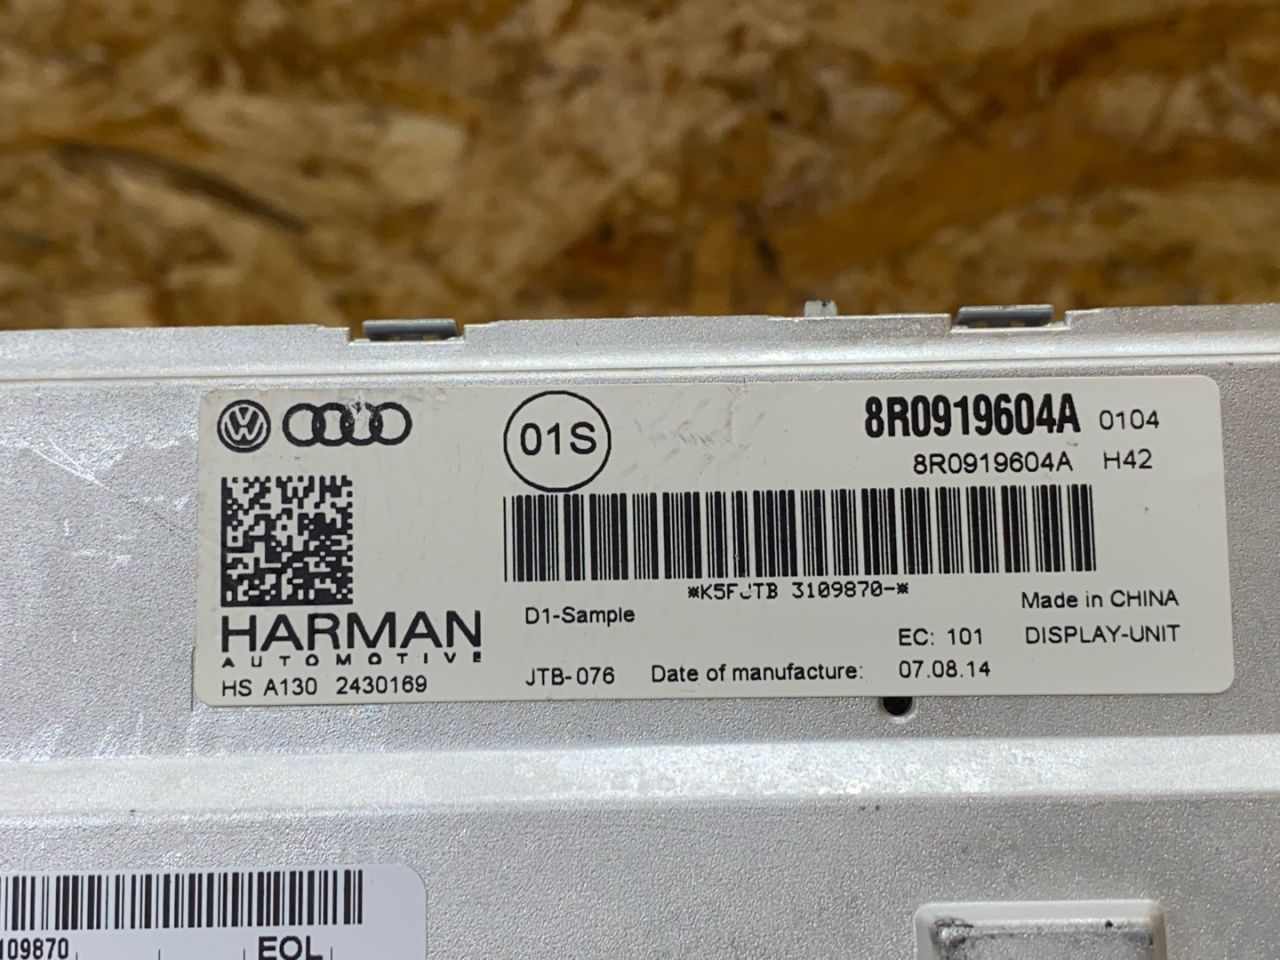 01S
8R0919604A 0104
8R0919604A H42
*K5FJTB 3109870-*
HARMAN
AUTOMOTIVE
HS A130 2430169
D1-Sample
Made in CHINA
EC: 101 DISPLAY-UNIT
JTB-076 Date of manufacture: 07.08.14
109870
EOL